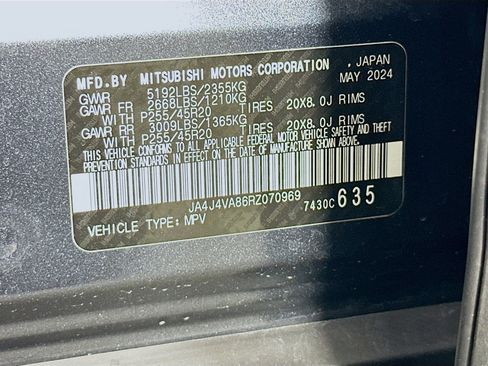 MFD.BY MITSUBISHI MOTORS CORPORATION , JAPAN
GVWR 5192LBS/2355KG MAY 2024
GAWR FR 2668LBS/1210KG
WITH P255/45R20 TIRES 20X8.0J RIMS
GAWR RR 3009LBS/1365KG
WITH P255/45R20 TIRES 20X8.0J RIMS
THIS VEHICLE CONFORMS TO ALL APPLICABLE FEDERAL MOTOR VEHICLE SAFETY AND THEFT
PREVENTION STANDARDS IN EFFECT ON THE DATE OF MANUFACTURE SHOWN ABOVE.
JA4J4VA86RZ070969 7430C 635
VEHICLE TYPE: MPV